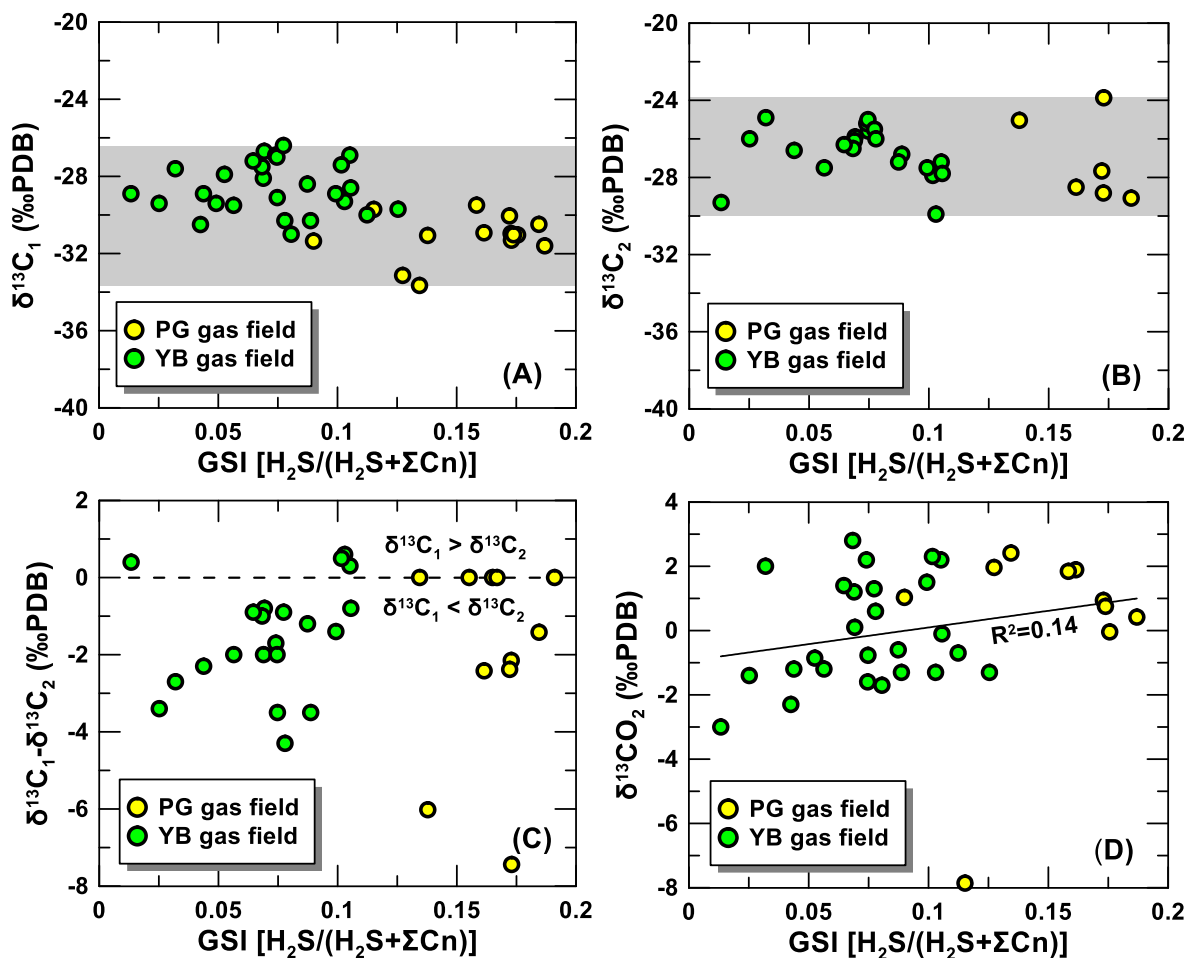 -20
-24
-28
-32
-36
-40
δ¹³C₁ (‰PDB)
PG gas field
YB gas field
(A)
0 0.05 0.1 0.15 0.2
GSI [H₂S/(H₂S+ΣCn)]
-20
-24
-28
-32
-36
-40
δ¹³C₂ (‰PDB)
PG gas field
YB gas field
(B)
0 0.05 0.1 0.15 0.2
GSI [H₂S/(H₂S+ΣCn)]
2
0
-2
-4
-6
-8
δ¹³C₁-δ¹³C₂ (‰PDB)
δ¹³C₁ > δ¹³C₂
δ¹³C₁ < δ¹³C₂
PG gas field
YB gas field
(C)
0 0.05 0.1 0.15 0.2
GSI [H₂S/(H₂S+ΣCn)]
4
2
0
-2
-4
-6
-8
δ¹³CO₂ (‰PDB)
R²=0.14
PG gas field
YB gas field
(D)
0 0.05 0.1 0.15 0.2
GSI [H₂S/(H₂S+ΣCn)]